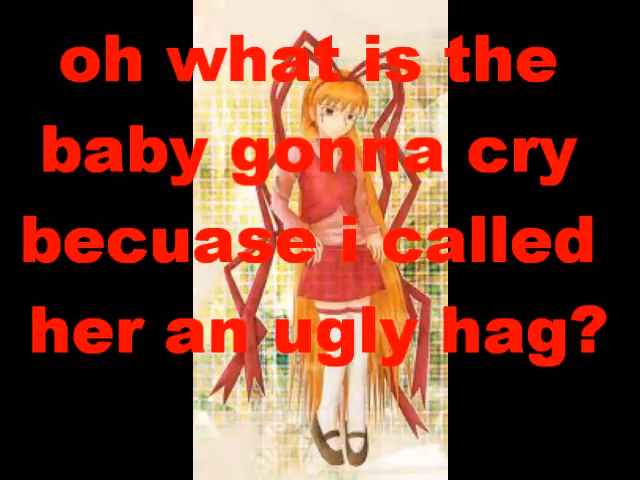 oh what is the
baby gonna cry
becuase i called
her an ugly hag?